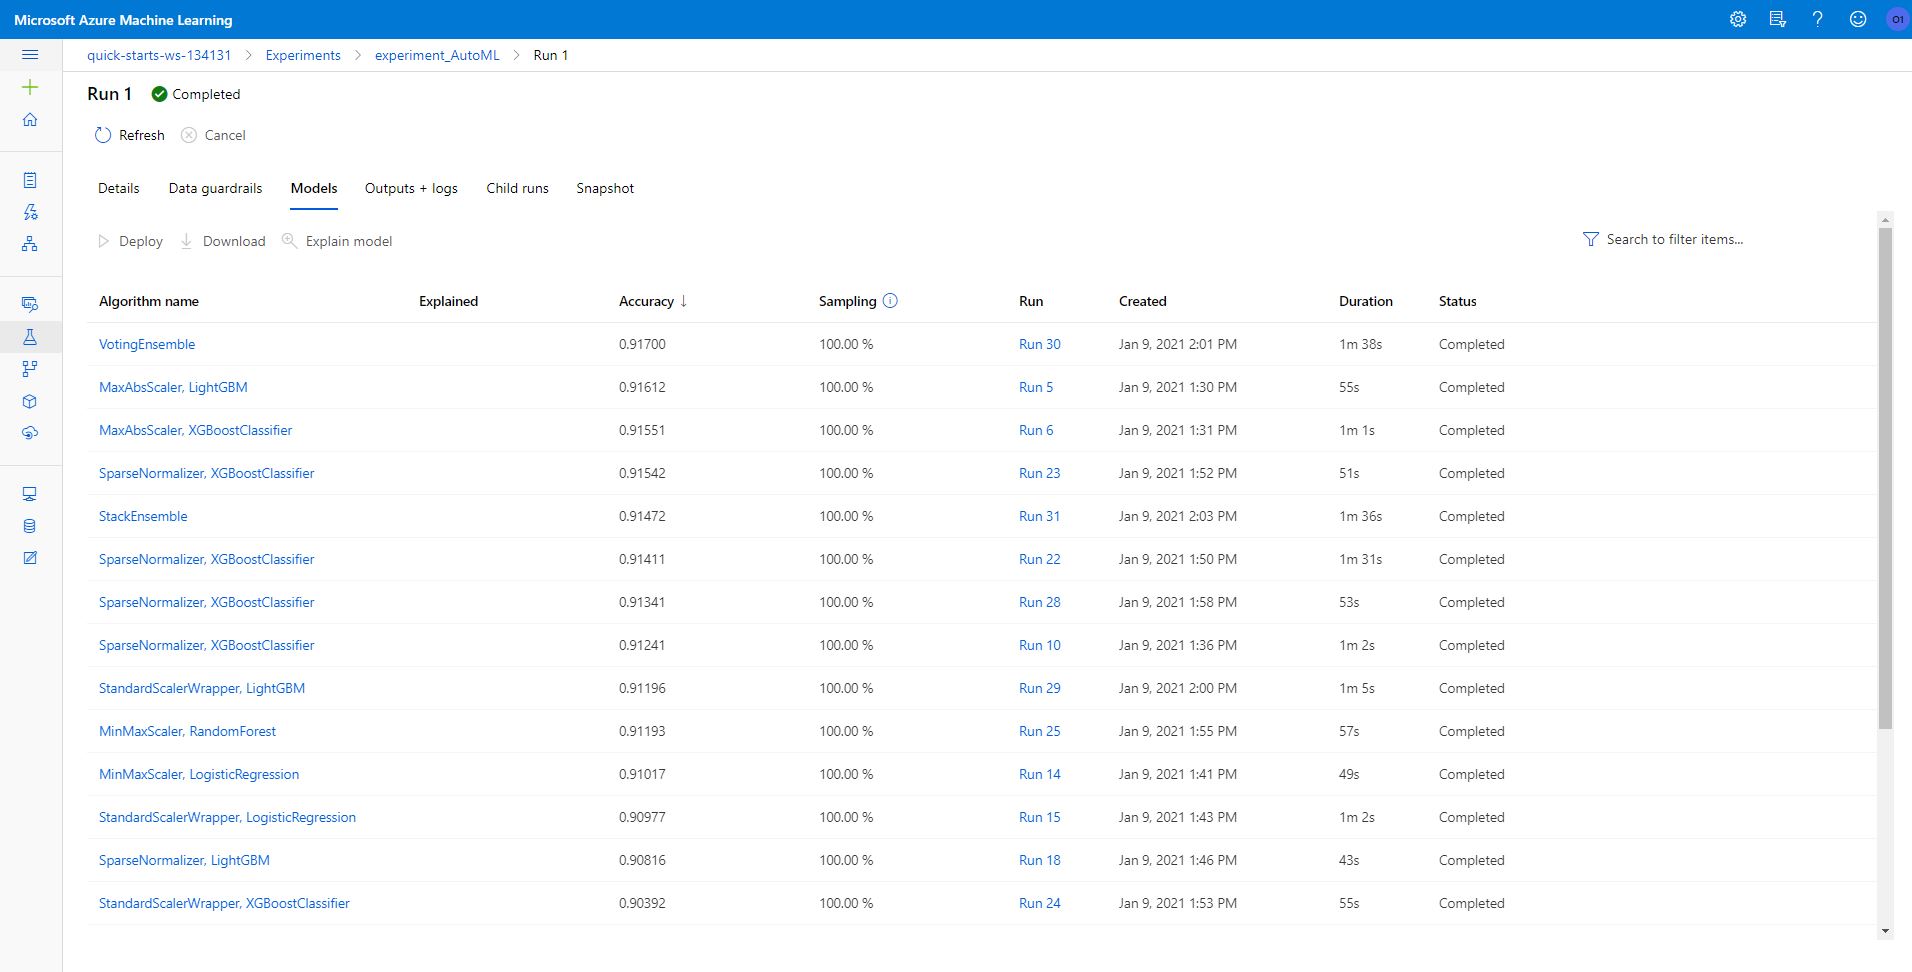 Microsoft Azure Machine Learning
O1
quick-starts-ws-134131 > Experiments > experiment_AutoML > Run 1
Run 1 Completed
Refresh Cancel
Details Data guardrails Models Outputs + logs Child runs Snapshot
Deploy Download Explain model Search to filter items...
Algorithm name Explained Accuracy ↓ Sampling Run Created Duration Status
VotingEnsemble 0.91700 100.00 % Run 30 Jan 9, 2021 2:01 PM 1m 38s Completed
MaxAbsScaler, LightGBM 0.91612 100.00 % Run 5 Jan 9, 2021 1:30 PM 55s Completed
MaxAbsScaler, XGBoostClassifier 0.91551 100.00 % Run 6 Jan 9, 2021 1:31 PM 1m 1s Completed
SparseNormalizer, XGBoostClassifier 0.91542 100.00 % Run 23 Jan 9, 2021 1:52 PM 51s Completed
StackEnsemble 0.91472 100.00 % Run 31 Jan 9, 2021 2:03 PM 1m 36s Completed
SparseNormalizer, XGBoostClassifier 0.91411 100.00 % Run 22 Jan 9, 2021 1:50 PM 1m 31s Completed
SparseNormalizer, XGBoostClassifier 0.91341 100.00 % Run 28 Jan 9, 2021 1:58 PM 53s Completed
SparseNormalizer, XGBoostClassifier 0.91241 100.00 % Run 10 Jan 9, 2021 1:36 PM 1m 2s Completed
StandardScalerWrapper, LightGBM 0.91196 100.00 % Run 29 Jan 9, 2021 2:00 PM 1m 5s Completed
MinMaxScaler, RandomForest 0.91193 100.00 % Run 25 Jan 9, 2021 1:55 PM 57s Completed
MinMaxScaler, LogisticRegression 0.91017 100.00 % Run 14 Jan 9, 2021 1:41 PM 49s Completed
StandardScalerWrapper, LogisticRegression 0.90977 100.00 % Run 15 Jan 9, 2021 1:43 PM 1m 2s Completed
SparseNormalizer, LightGBM 0.90816 100.00 % Run 18 Jan 9, 2021 1:46 PM 43s Completed
StandardScalerWrapper, XGBoostClassifier 0.90392 100.00 % Run 24 Jan 9, 2021 1:53 PM 55s Completed